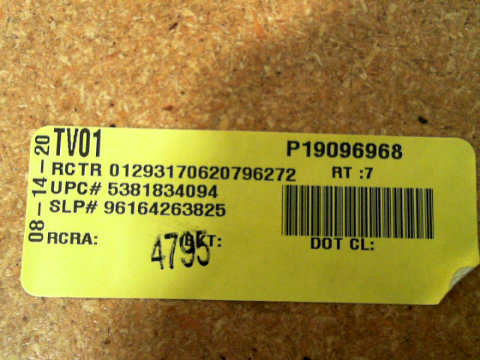 08-14-20
TV01
P19096968
RCTR 01293170620796272
RT :7
UPC# 5381834094
SLP# 96164263825
RCRA:
4795
DOT CL: